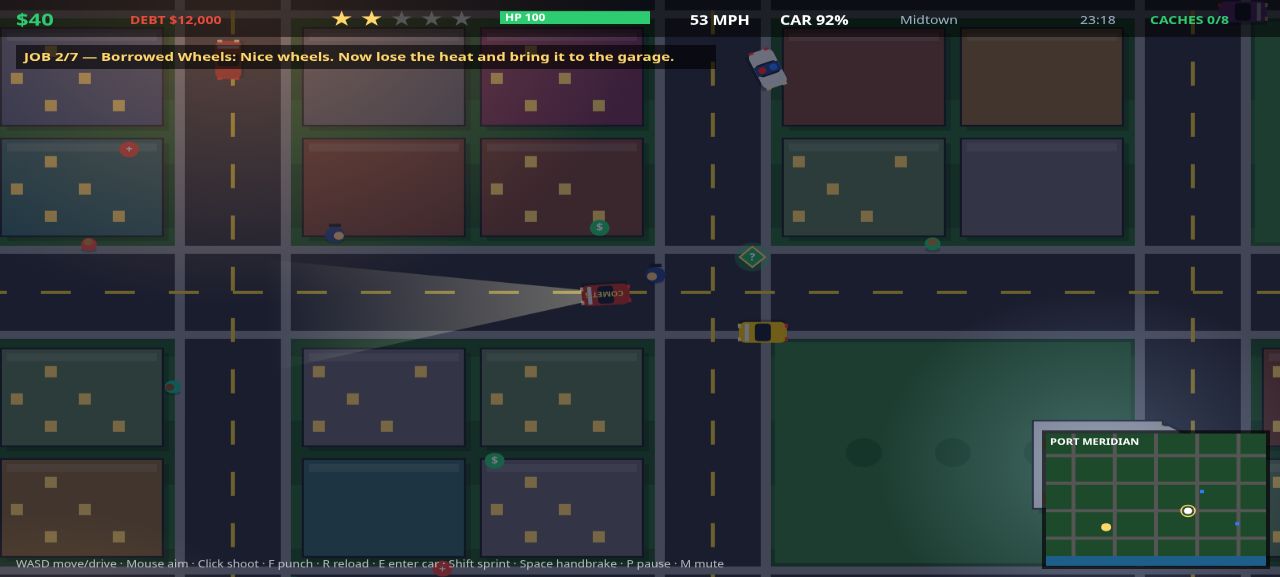 $40 DEBT $12,000 HP 100 53 MPH CAR 92% Midtown 23:18 CACHES 0/8
JOB 2/7 — Borrowed Wheels: Nice wheels. Now lose the heat and bring it to the garage.
+
$
?
COMET
$
PORT MERIDIAN
WASD move/drive · Mouse aim · Click shoot · F punch · R reload · E enter car · Shift sprint · Space handbrake · P pause · M mute
+